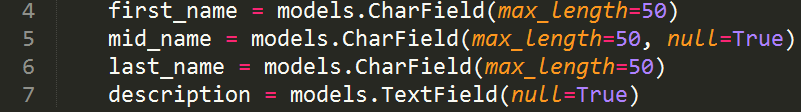 4 first_name = models.CharField(max_length=50)
5 mid_name = models.CharField(max_length=50, null=True)
6 last_name = models.CharField(max_length=50)
7 description = models.TextField(null=True)